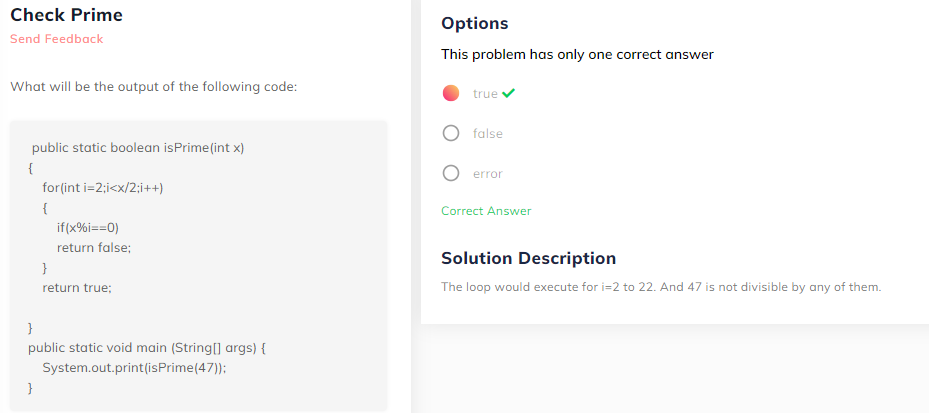 Check Prime
Send Feedback
What will be the output of the following code:
public static boolean isPrime(int x)
{
for(int i=2;i<x/2;i++)
{
if(x%i==0)
return false;
}
return true;
}
public static void main (String[] args) {
System.out.print(isPrime(47));
}
Options
This problem has only one correct answer
true
false
error
Correct Answer
Solution Description
The loop would execute for i=2 to 22. And 47 is not divisible by any of them.